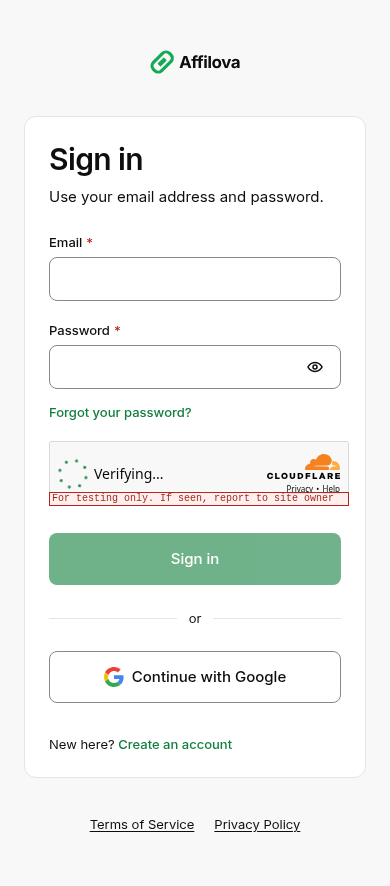 Affilova
Sign in
Use your email address and password.
Email *
Password *
Forgot your password?
Verifying...
CLOUDFLARE
Privacy • Help
For testing only. If seen, report to site owner
Sign in
or
Continue with Google
New here? Create an account
Terms of Service Privacy Policy